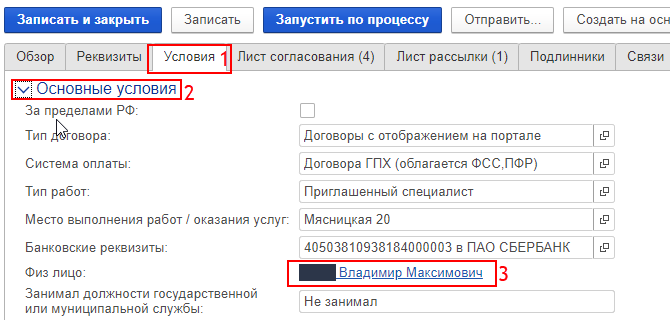 Записать и закрыть Записать Запустить по процессу Отправить... Создать на осн
Обзор Реквизиты Условия 1 Лист согласования (4) Лист рассылки (1) Подлинники Связи
Основные условия 2
За пределами РФ:
Тип договора: Договоры с отображением на портале
Система оплаты: Договора ГПХ (облагается ФСС,ПФР)
Тип работ: Приглашенный специалист
Место выполнения работ / оказания услуг: Мясницкая 20
Банковские реквизиты: 40503810938184000003 в ПАО СБЕРБАНК
Физ лицо: Владимир Максимович 3
Занимал должности государственной
или муниципальной службы: Не занимал